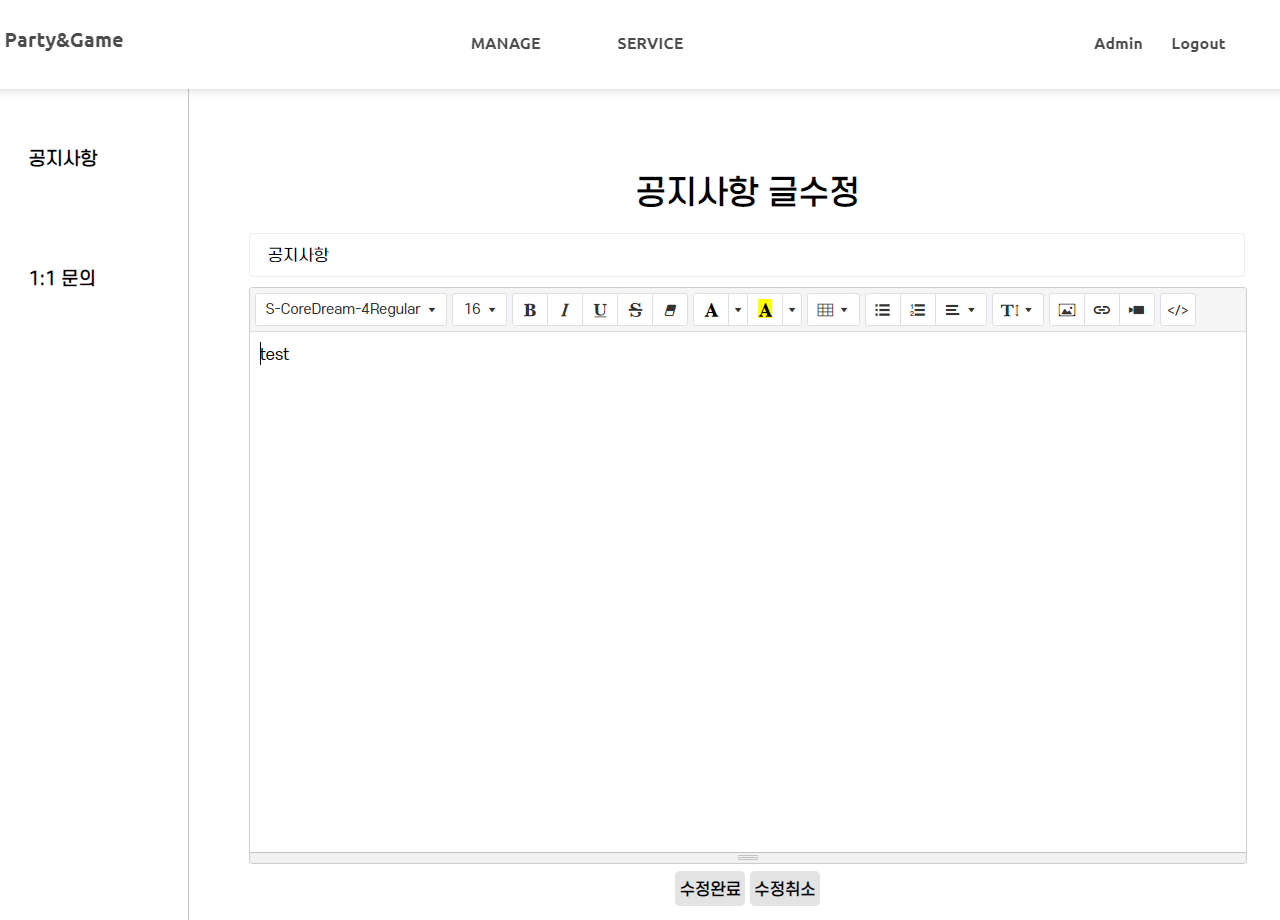 Party&Game MANAGE SERVICE Admin Logout
공지사항
1:1 문의
공지사항 글수정
공지사항
S-CoreDream-4Regular 16 B I U S A A T </>
test
수정완료 수정취소